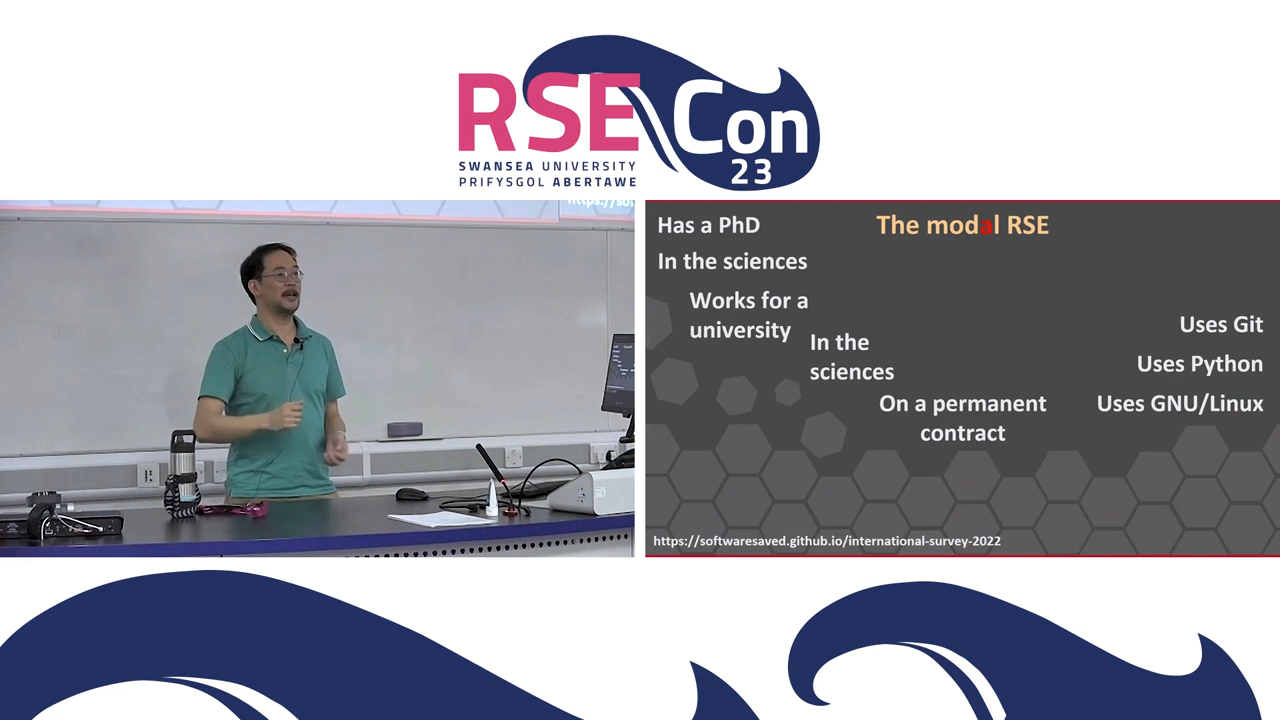 RSE Con
23
SWANSEA UNIVERSITY
PRIFYSGOL ABERTAWE
https://so
Has a PhD
The modal RSE
In the sciences
Works for a
university
In the
sciences
Uses Git
Uses Python
On a permanent
contract
Uses GNU/Linux
https://softwaresaved.github.io/international-survey-2022